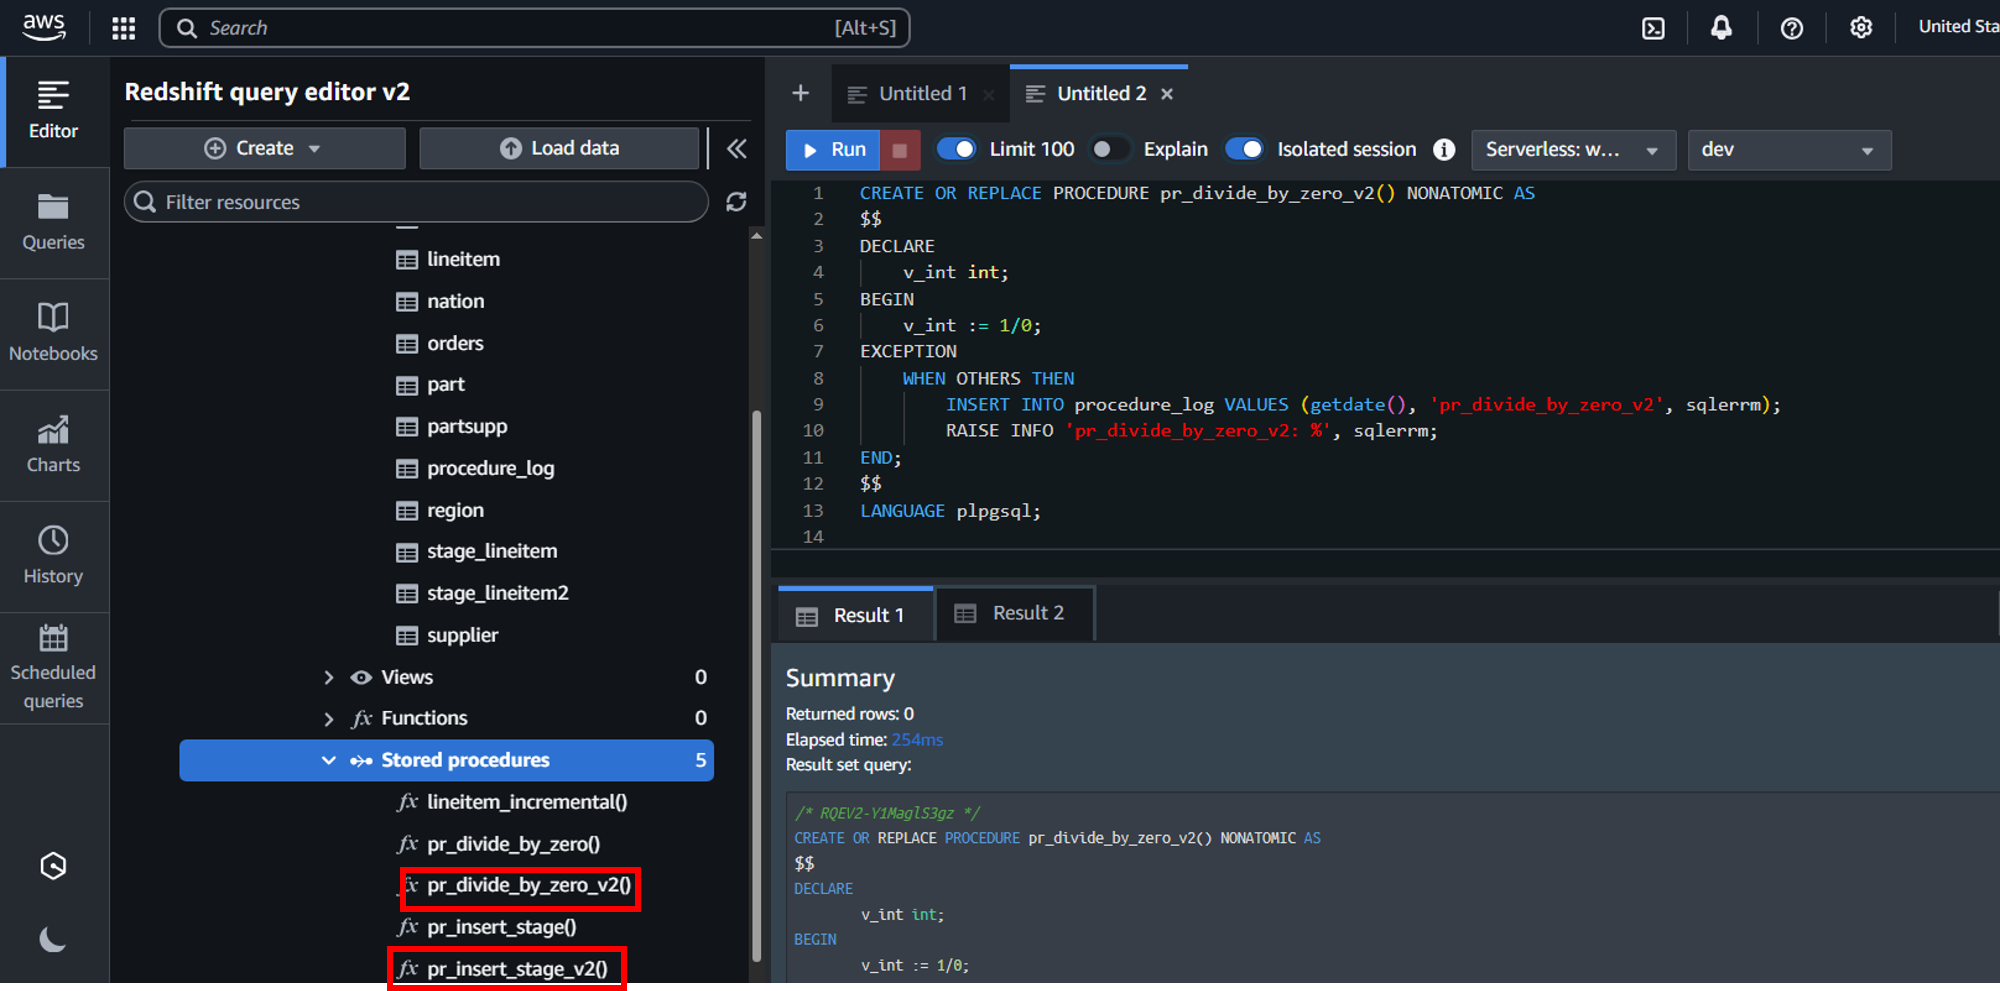 aws
Search
[Alt+S]
United Sta
Editor
Queries
Notebooks
Charts
History
Scheduled
queries
Redshift query editor v2
Create
Load data
Filter resources
lineitem
nation
orders
part
partsupp
procedure_log
region
stage_lineitem
stage_lineitem2
supplier
Views 0
fx Functions 0
Stored procedures 5
fx lineitem_incremental()
fx pr_divide_by_zero()
fx pr_divide_by_zero_v2()
fx pr_insert_stage()
fx pr_insert_stage_v2()
+ Untitled 1 × Untitled 2 ×
Run Limit 100 Explain Isolated session i Serverless: w... dev
1 CREATE OR REPLACE PROCEDURE pr_divide_by_zero_v2() NONATOMIC AS
2 $$
3 DECLARE
4 v_int int;
5 BEGIN
6 v_int := 1/0;
7 EXCEPTION
8 WHEN OTHERS THEN
9 INSERT INTO procedure_log VALUES (getdate(), 'pr_divide_by_zero_v2', sqlerrm);
10 RAISE INFO 'pr_divide_by_zero_v2: %', sqlerrm;
11 END;
12 $$
13 LANGUAGE plpgsql;
14
Result 1 Result 2
Summary
Returned rows: 0
Elapsed time: 254ms
Result set query:
/* RQEV2-Y1MaglS3gz */
CREATE OR REPLACE PROCEDURE pr_divide_by_zero_v2() NONATOMIC AS
$$
DECLARE
v_int int;
BEGIN
v_int := 1/0;